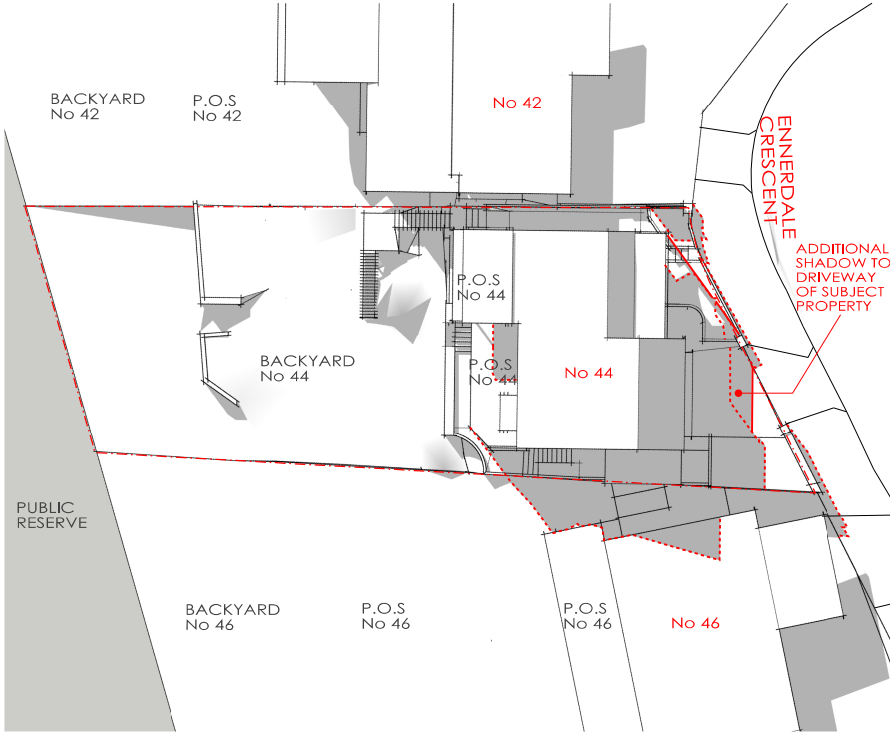 BACKYARD
No 42
P.O.S
No 42
No 42
ENNERDALE
CRESCENT
ADDITIONAL
SHADOW TO
DRIVEWAY
OF SUBJECT
PROPERTY
P.O.S
No 44
BACKYARD
No 44
P.O.S
No 44
No 44
PUBLIC
RESERVE
BACKYARD
No 46
P.O.S
No 46
P.O.S
No 46
No 46